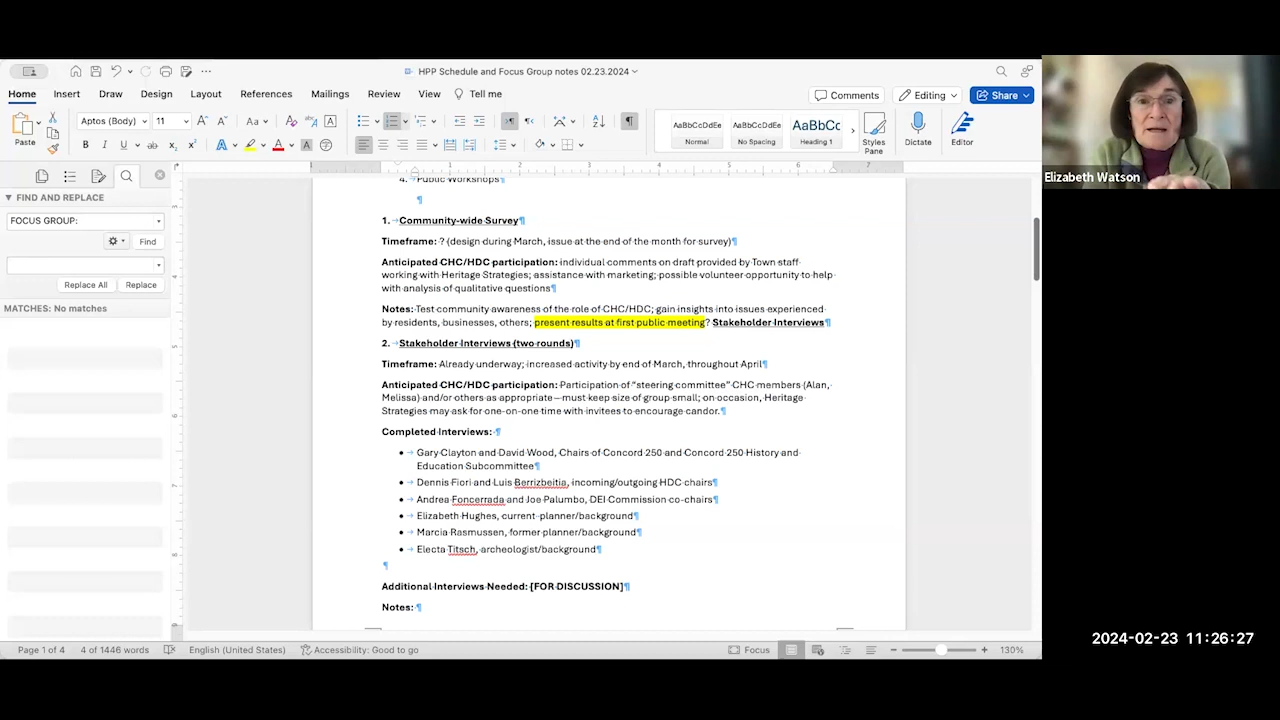 HPP Schedule and Focus Group notes 02.23.2024
Home Insert Draw Design Layout References Mailings Review View Tell me
Comments Editing Share
Paste
Aptos (Body) 11
AaBbCcDdEe AaBbCcDdEe AaBbCc
Normal No Spacing Heading 1
Styles Pane
Dictate
Editor
FIND AND REPLACE
FOCUS GROUP:
Find
Replace All Replace
MATCHES: No matches
4. Public Workshops¶
¶
1. Community-wide Survey¶
Timeframe: ? (design during March, issue at the end of the month for survey)¶
Anticipated CHC/HDC participation: individual comments on draft provided by Town staff
working with Heritage Strategies; assistance with marketing; possible volunteer opportunity to help
with analysis of qualitative questions¶
Notes: Test community awareness of the role of CHC/HDC; gain insights into issues experienced
by residents, businesses, others; present results at first public meeting? Stakeholder Interviews¶
2. Stakeholder Interviews (two rounds)¶
Timeframe: Already underway; increased activity by end of March, throughout April¶
Anticipated CHC/HDC participation: Participation of “steering committee” CHC members (Alan,
Melissa) and/or others as appropriate – must keep size of group small; on occasion, Heritage
Strategies may ask for one-on-one time with invitees to encourage candor.¶
Completed Interviews: ¶
• Gary Clayton and David Wood, Chairs of Concord 250 and Concord 250 History and
Education Subcommittee¶
• Dennis Fiori and Luis Berrizbeitia, incoming/outgoing HDC chairs¶
• Andrea Foncerrada and Joe Palumbo, DEI Commission co-chairs¶
• Elizabeth Hughes, current planner/background¶
• Marcia Rasmussen, former planner/background¶
• Electa Titsch, archeologist/background¶
¶
Additional Interviews Needed: [FOR DISCUSSION]¶
Notes: ¶
Page 1 of 4 4 of 1446 words English (United States) Accessibility: Good to go Focus 130%
Elizabeth Watson
2024-02-23 11:26:27